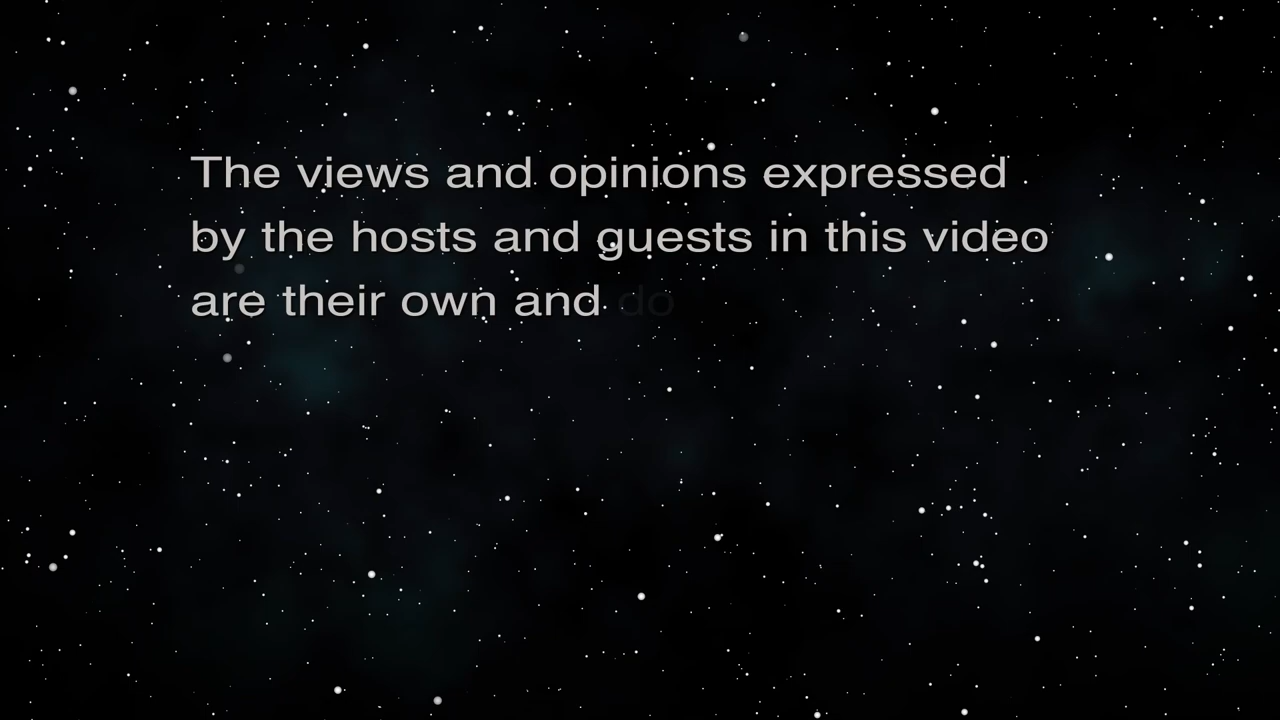 The views and opinions expressed
by the hosts and guests in this video
are their own and do